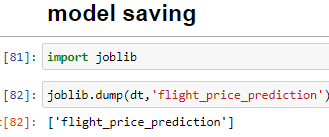 model saving
[81]: import joblib
[82]: joblib.dump(dt,'flight_price_prediction')
[82]: ['flight_price_prediction']